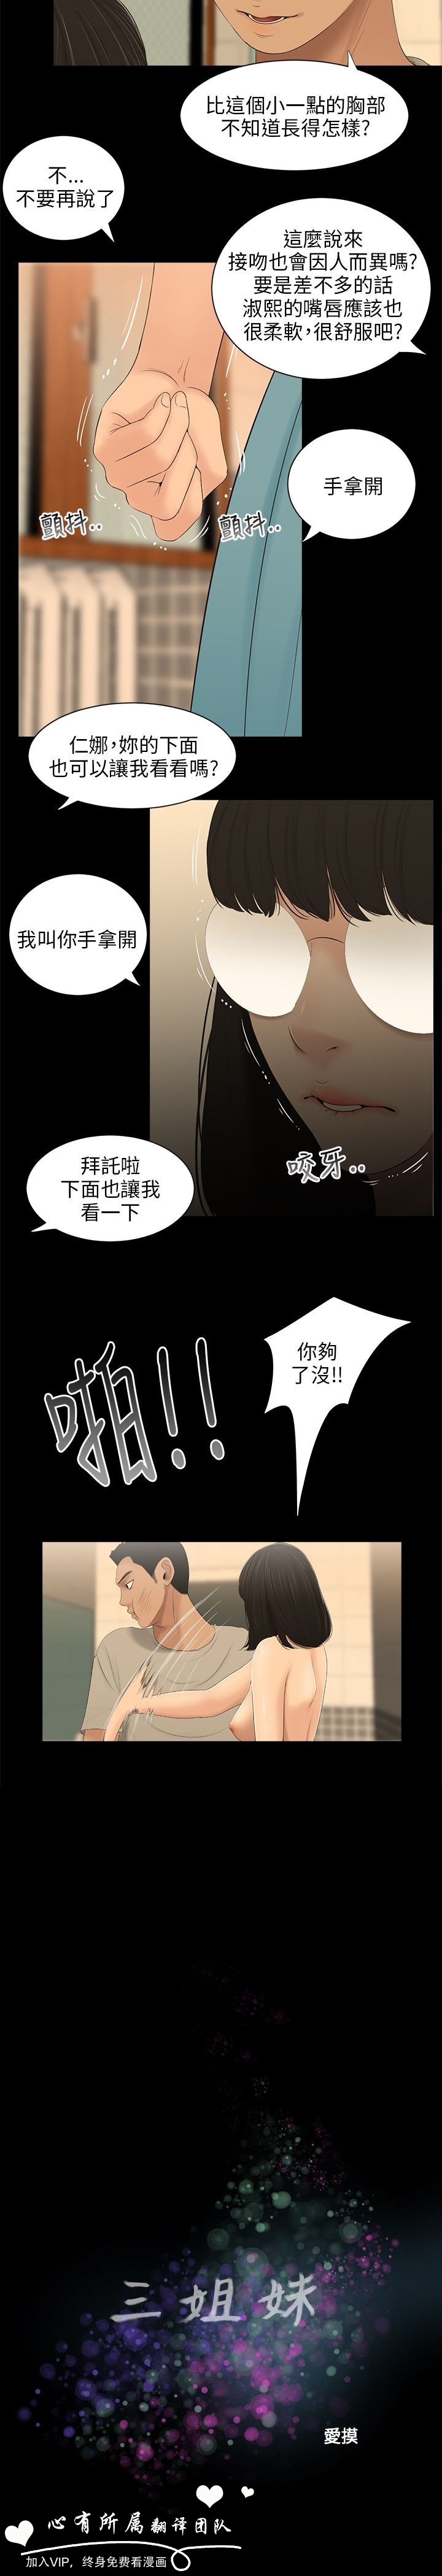 比這個小一點的胸部
不知道長得怎樣?
不...
不要再說了
這麼說來
接吻也會因人而異嗎?
要是差不多的話
淑熙的嘴唇應該也
很柔軟,很舒服吧?
手拿開
顫抖..
顫抖..
仁娜,妳的下面
也可以讓我看看嗎?
我叫你手拿開
咬牙..
拜託啦
下面也讓我
看一下
你夠
了沒!!
啪!!
三姐妹
愛摸
心有所属翻译团队
加入VIP，终身免费看漫画